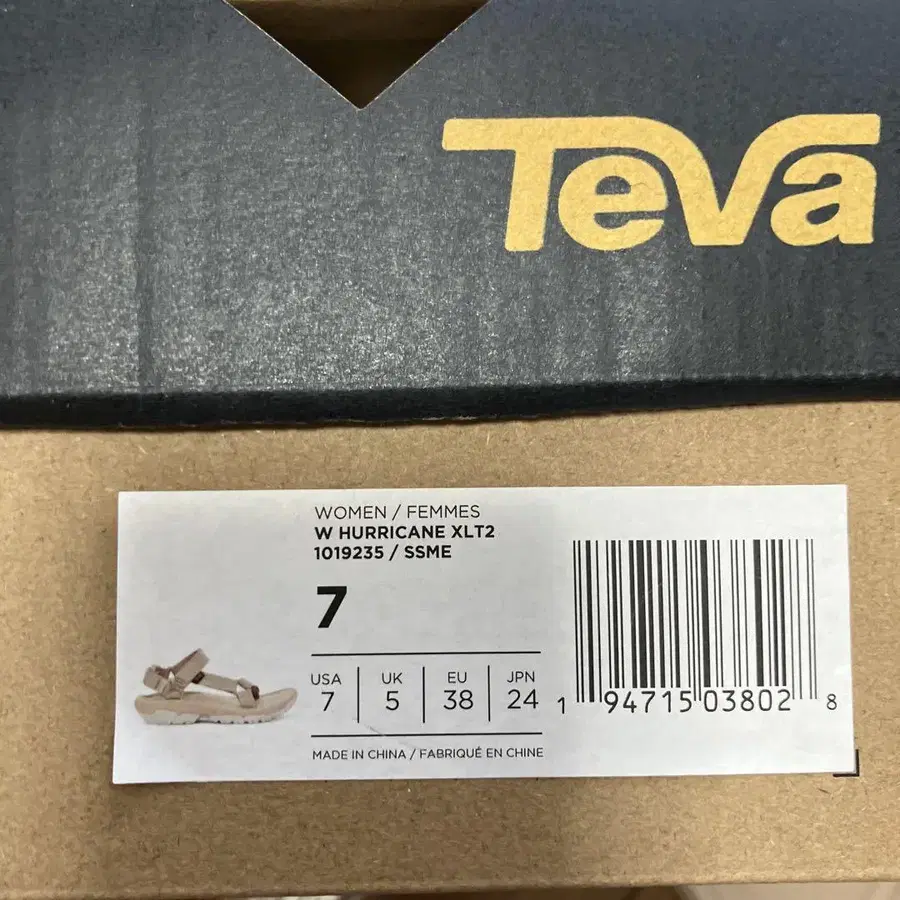 Teva
WOMEN / FEMMES
W HURRICANE XLT2
1019235 / SSME
7
USA UK EU JPN
7 5 38 24
MADE IN CHINA / FABRIQUÉ EN CHINE
1 94715 03802 8